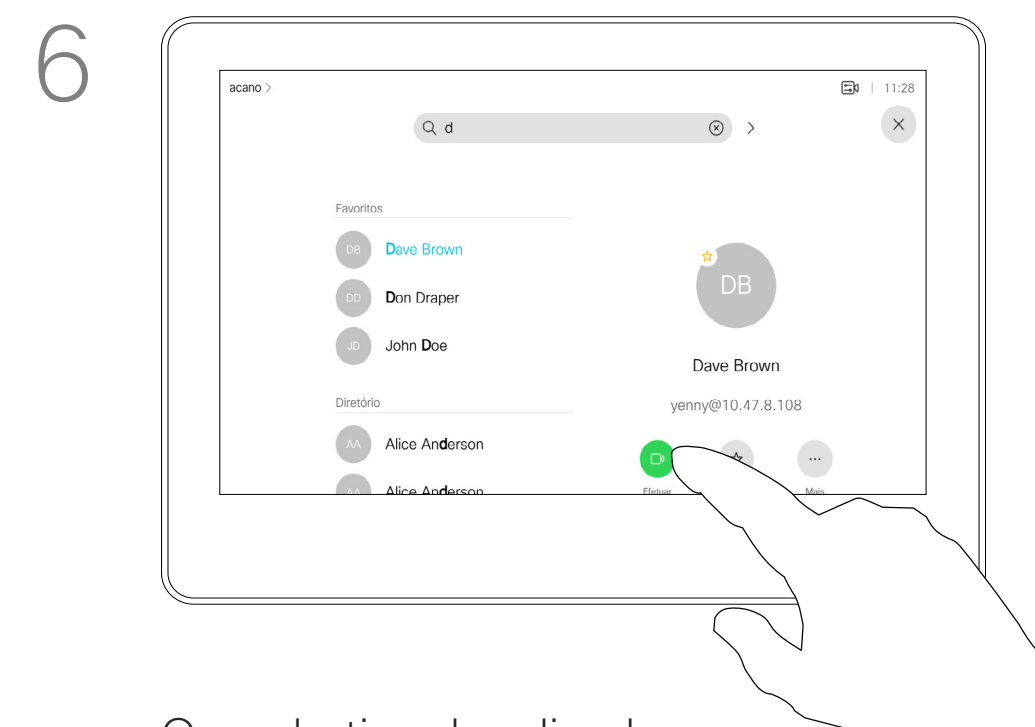 6
acano >
11:28
d
Favoritos
DB
Dave Brown
DD
Don Draper
JD
John Doe
Diretório
AA
Alice Anderson
AA
Alice Anderson
DB
Dave Brown
yenny@10.47.8.108
Efetuar
Mais